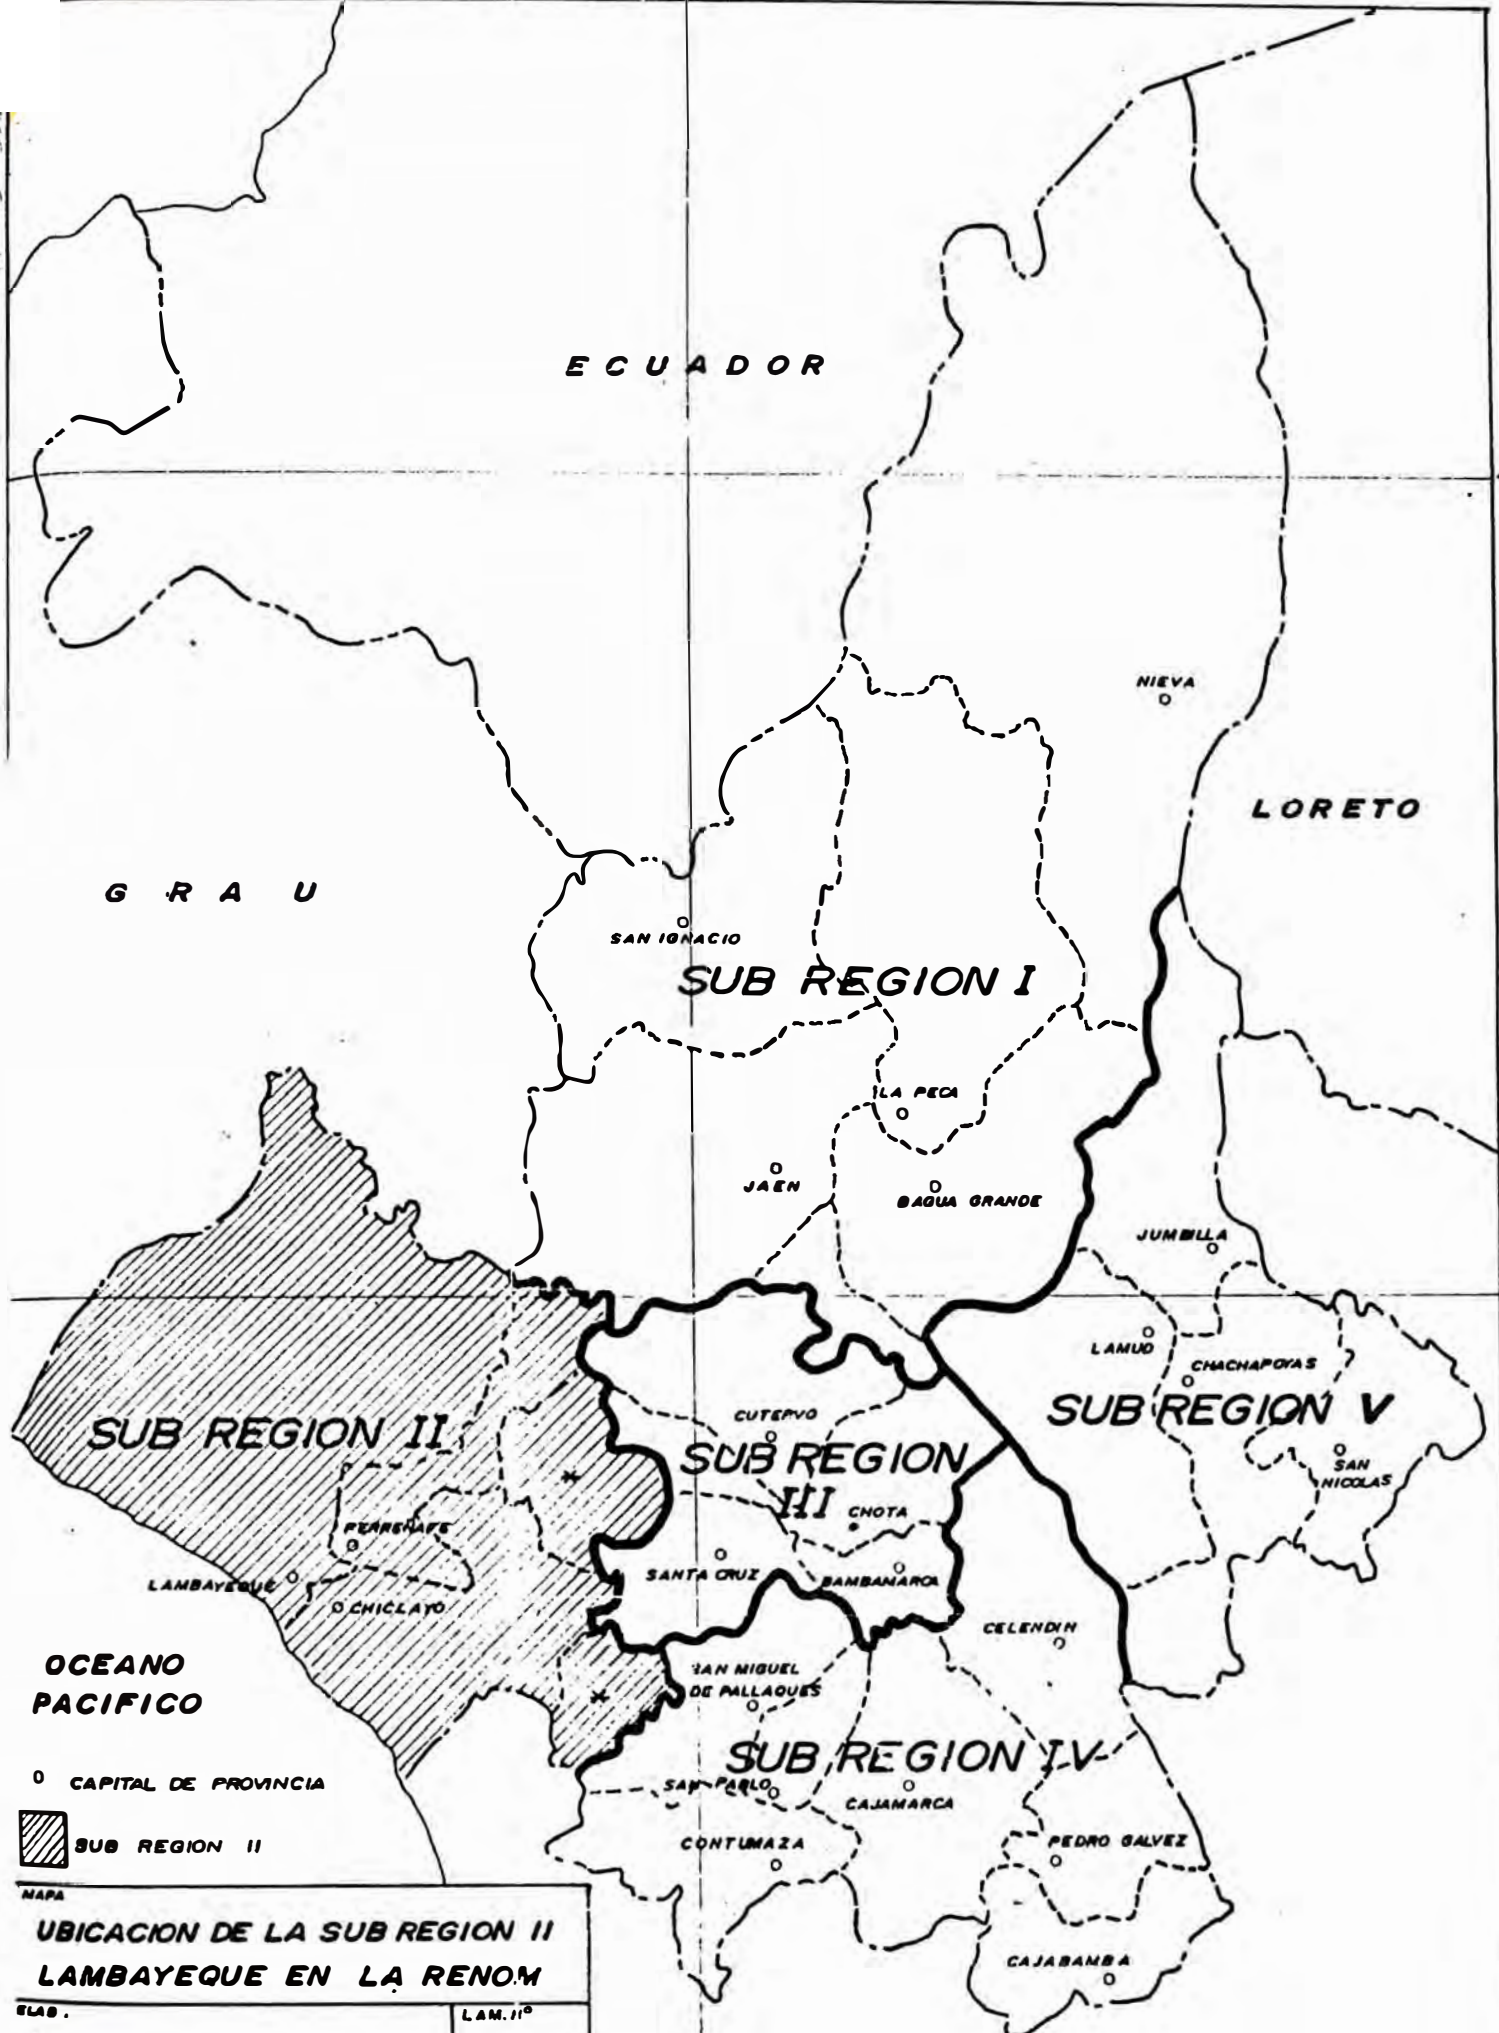 ECUADOR
NIEVA
LORETO
GRAU
SAN IGNACIO
SUB REGION I
LA PECA
JAEN
BAGUA GRANDE
JUMBILLA
LAMUD
CHACHAPOYAS
SUB REGION V
SAN
NICOLAS
SUB REGION II
CUTERVO
SUB REGION
III
CHOTA
FERREÑAFE
LAMBAYEQUE
CHICLAYO
SANTA CRUZ
BAMBAMARCA
CELENDIN
OCEANO
PACIFICO
SAN MIGUEL
DE PALLAQUES
SUB REGION IV
SAN PABLO
CAJAMARCA
CONTUMAZA
PEDRO GALVEZ
CAJABAMBA
O CAPITAL DE PROVINCIA
SUB REGION II
MAPA
UBICACION DE LA SUB REGION II
LAMBAYEQUE EN LA RENOM
ELAB.
LAM. 11º